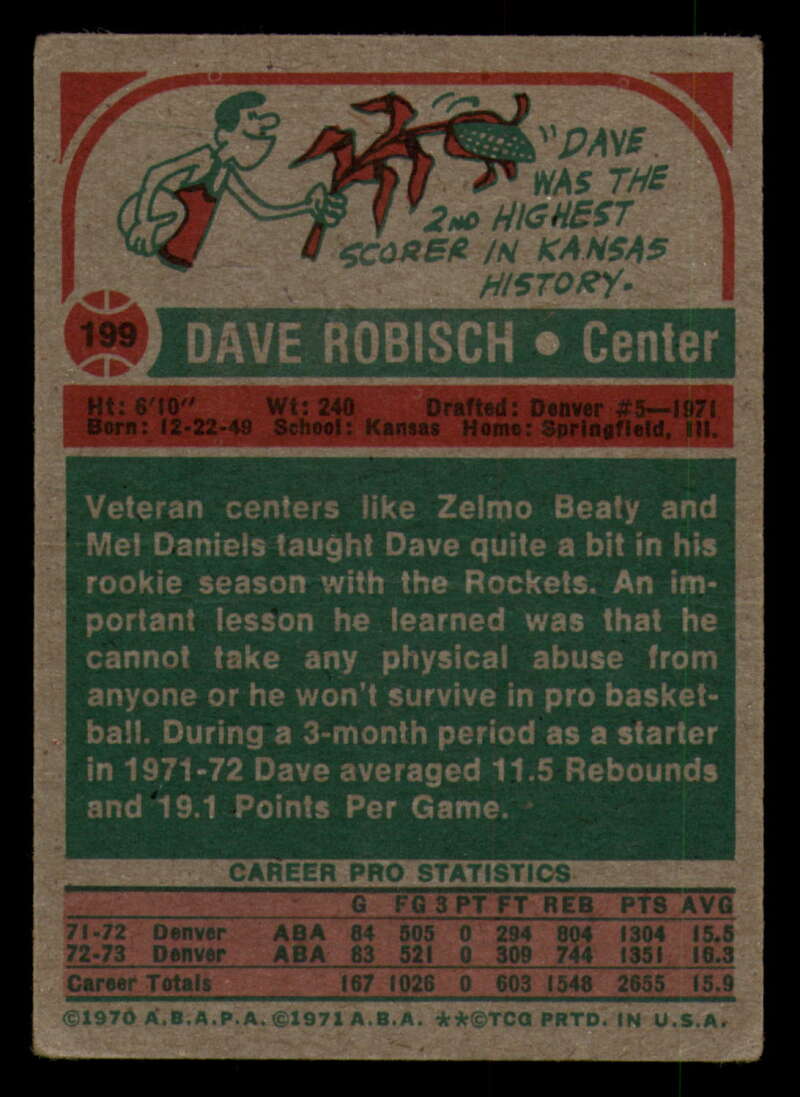 "DAVE
WAS THE
2ND HIGHEST
SCORER IN KANSAS
HISTORY.
199
DAVE ROBISCH • Center
Ht: 6'10" Wt: 240 Drafted: Denver #5—1971
Born: 12-22-49 School: Kansas Home: Springfield, Ill.
Veteran centers like Zelmo Beaty and
Mel Daniels taught Dave quite a bit in his
rookie season with the Rockets. An im-
portant lesson he learned was that he
cannot take any physical abuse from
anyone or he won't survive in pro basket-
ball. During a 3-month period as a starter
in 1971-72 Dave averaged 11.5 Rebounds
and 19.1 Points Per Game.
CAREER PRO STATISTICS
G FG 3 PT FT REB PTS AVG
71-72 Denver ABA 84 505 0 294 804 1304 15.5
72-73 Denver ABA 83 521 0 309 744 1351 16.3
Career Totals 167 1026 0 603 1548 2655 15.9
©1970 A.B.A.P.A. ©1971 A.B.A. **©TCG PRTD. IN U.S.A.